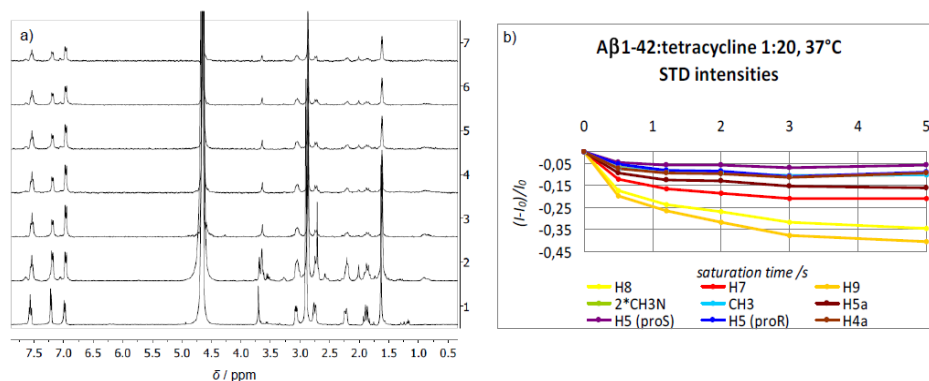 a)
7
6
5
4
3
2
1
7.5 7.0 6.5 6.0 5.5 5.0 4.5 4.0 3.5 3.0 2.5 2.0 1.5 1.0 0.5
δ / ppm
b)
Aβ1-42:tetracycline 1:20, 37°C
STD intensities
0 1 2 3 4 5
-0,05
-0,15
-0,25
-0,35
-0,45
(I-I₀)/I₀
saturation time /s
H8 H7 H9
2*CH3N CH3 H5a
H5 (proS) H5 (proR) H4a